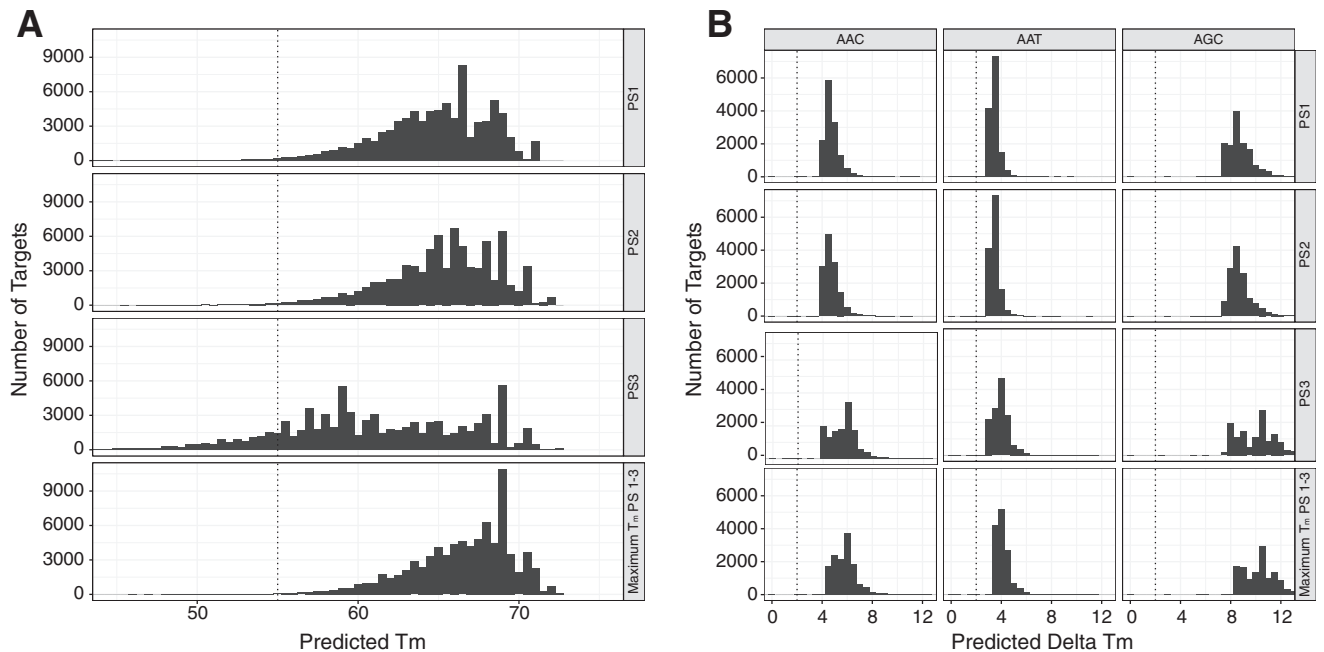 A
9000
6000
3000
0
PS1
9000
6000
3000
0
PS2
9000
6000
3000
0
PS3
9000
6000
3000
0
Maximum Tm PS 1-3
Number of Targets
50 60 70
Predicted Tm
B
AAC AAT AGC
6000
4000
2000
0
PS1
6000
4000
2000
0
PS2
6000
4000
2000
0
PS3
6000
4000
2000
0
Maximum Tm PS 1-3
Number of Targets
0 4 8 12 0 4 8 12 0 4 8 12
Predicted Delta Tm